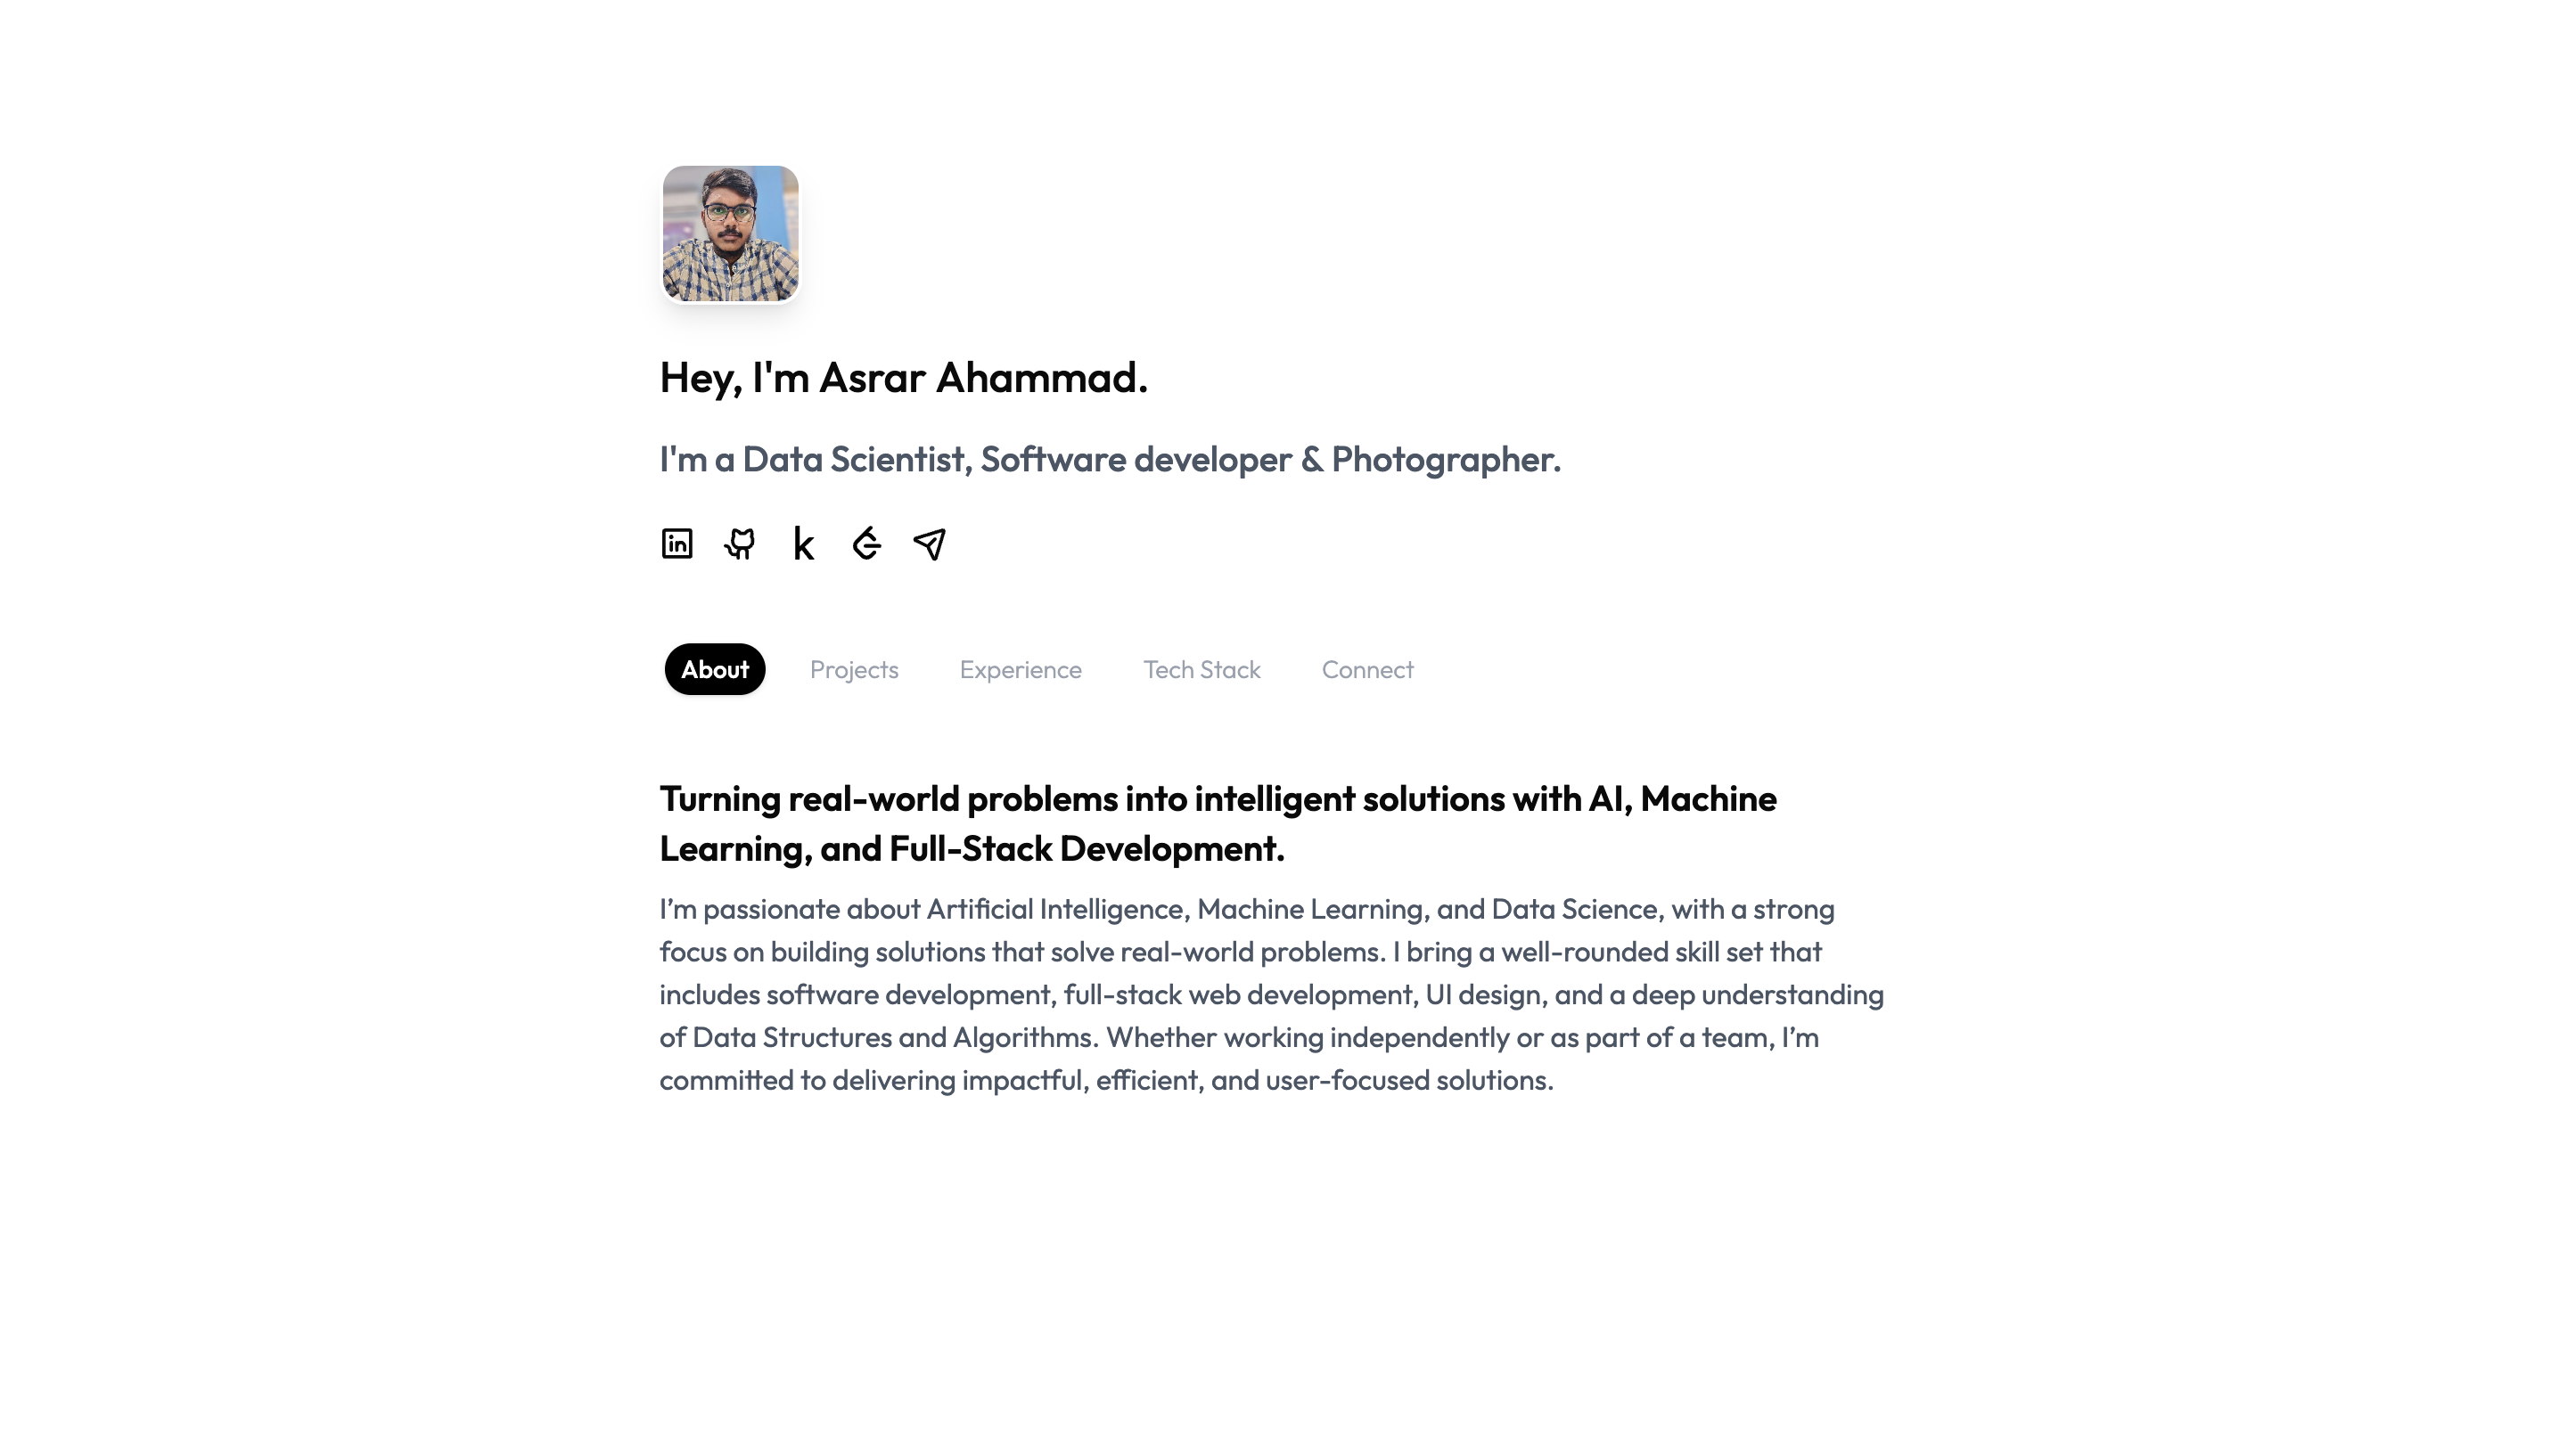 Hey, I'm Asrar Ahammad.
I'm a Data Scientist, Software developer & Photographer.
in k
About Projects Experience Tech Stack Connect
Turning real-world problems into intelligent solutions with AI, Machine
Learning, and Full-Stack Development.
I’m passionate about Artificial Intelligence, Machine Learning, and Data Science, with a strong
focus on building solutions that solve real-world problems. I bring a well-rounded skill set that
includes software development, full-stack web development, UI design, and a deep understanding
of Data Structures and Algorithms. Whether working independently or as part of a team, I’m
committed to delivering impactful, efficient, and user-focused solutions.